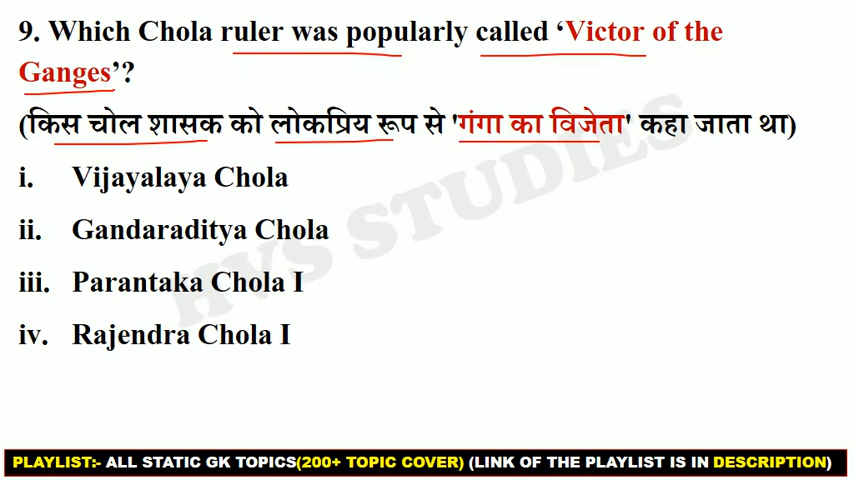 9. Which Chola ruler was popularly called ‘Victor of the
Ganges’?
(किस चोल शासक को लोकप्रिय रूप से 'गंगा का विजेता' कहा जाता था)
i. Vijayalaya Chola
ii. Gandaraditya Chola
iii. Parantaka Chola I
iv. Rajendra Chola I
HVS STUDIES
PLAYLIST:- ALL STATIC GK TOPICS(200+ TOPIC COVER) (LINK OF THE PLAYLIST IS IN DESCRIPTION)